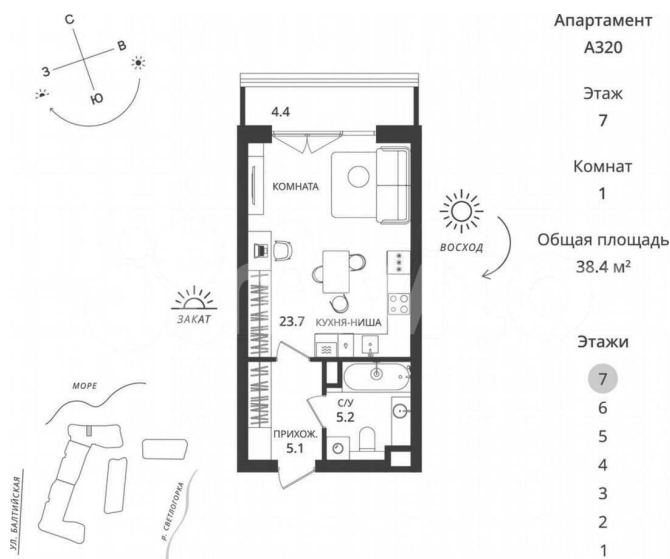 С
В
З
Ю
Апартамент
А320
Этаж
7
Комнат
1
Общая площадь
38.4 м²
Этажи
7
6
5
4
3
2
1
4.4
КОМНАТА
ВОСХОД
ЗАКАТ
23.7 КУХНЯ-НИША
С/У
5.2
ПРИХОЖ.
5.1
МОРЕ
УЛ. БАЛТИЙСКАЯ
Р. СВЕТЛОГОРКА